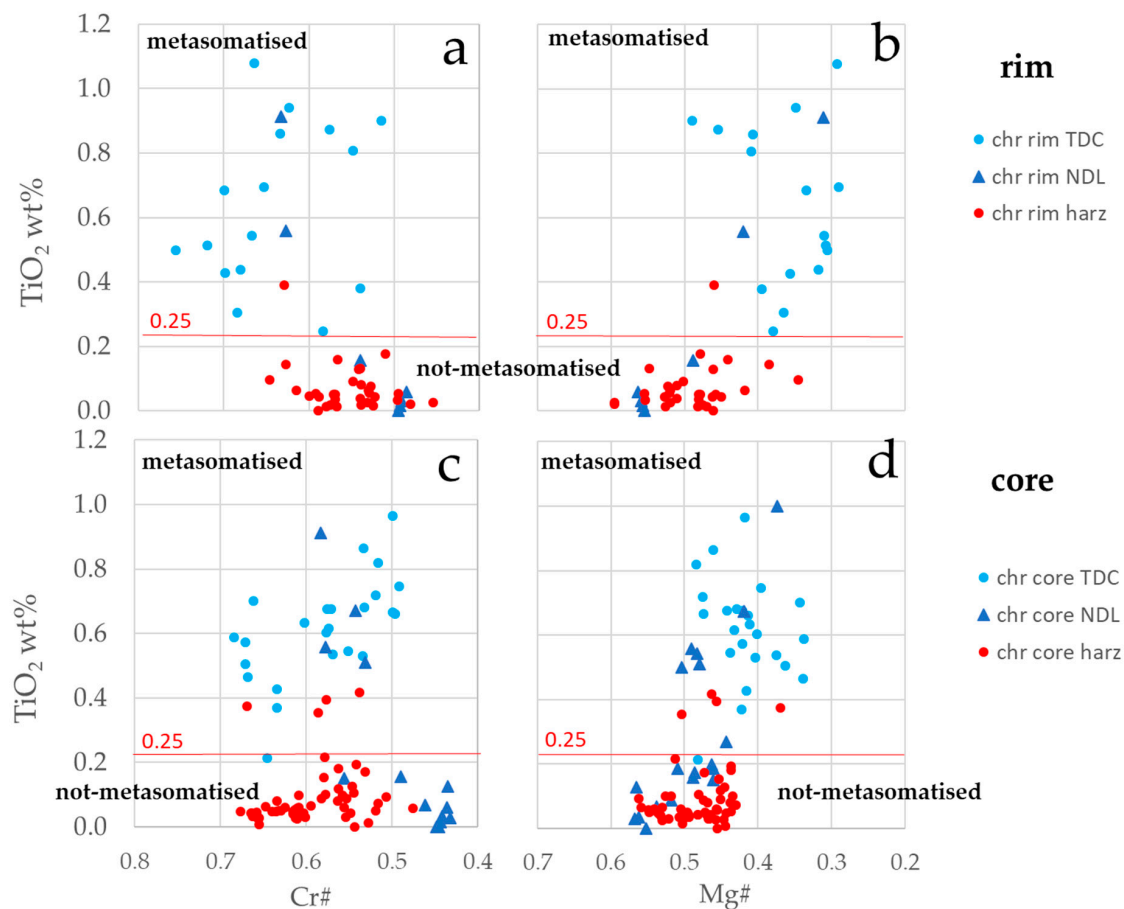 metasomatised
a
metasomatised
b
rim
1.2
1.0
0.8
0.6
0.4
0.2
0.0
TiO2 wt%
0.25
0.25
not-metasomatised
chr rim TDC
chr rim NDL
chr rim harz
metasomatised
c
metasomatised
d
core
1.2
1.0
0.8
0.6
0.4
0.2
0.0
TiO2 wt%
0.25
0.25
not-metasomatised
not-metasomatised
chr core TDC
chr core NDL
chr core harz
0.8 0.7 0.6 0.5 0.4
0.7 0.6 0.5 0.4 0.3 0.2
Cr#
Mg#